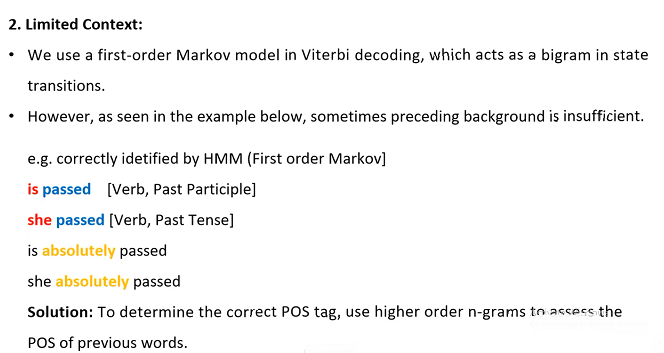 2. Limited Context:
• We use a first-order Markov model in Viterbi decoding, which acts as a bigram in state
transitions.
• However, as seen in the example below, sometimes preceding background is insufficient.
e.g. correctly idetified by HMM (First order Markov]
is passed [Verb, Past Participle]
she passed [Verb, Past Tense]
is absolutely passed
she absolutely passed
Solution: To determine the correct POS tag, use higher order n-grams to assess the
POS of previous words.